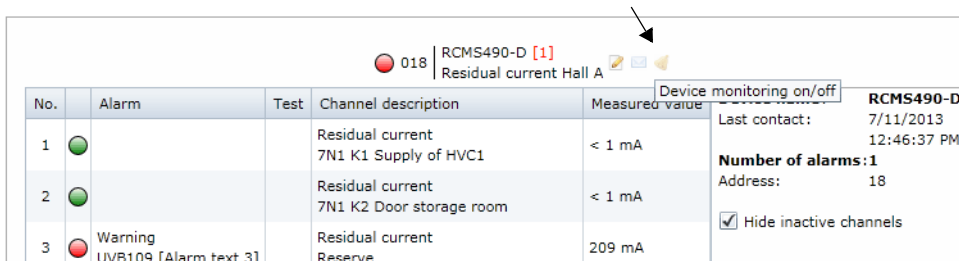 018
RCMS490-D [1]
Residual current Hall A
Device monitoring on/off
No. Alarm Test Channel description Measured value
RCMS490-D
Last contact: 7/11/2013
12:46:37 PM
Number of alarms:1
Address: 18
Hide inactive channels
1 Residual current
7N1 K1 Supply of HVC1
< 1 mA
2 Residual current
7N1 K2 Door storage room
< 1 mA
3 Warning
UVB109 [Alarm text 3]
Residual current
Reserve
209 mA